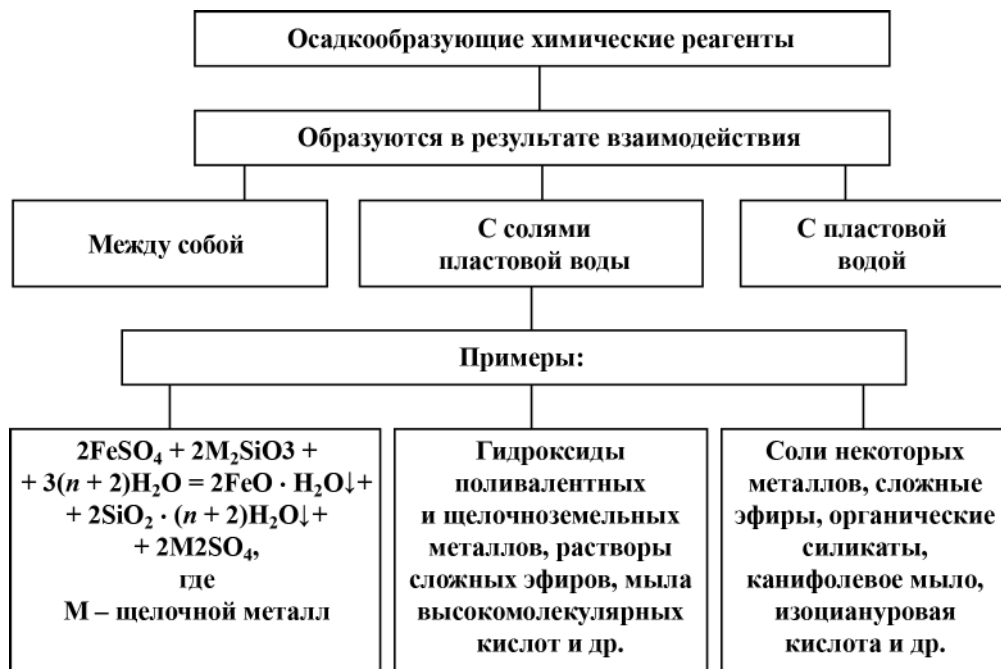 Осадкообразующие химические реагенты
Образуются в результате взаимодействия
Между собой
С солями
пластовой воды
С пластовой
водой
Примеры:
2FeSO₄ + 2M₂SiO3 +
+ 3(n + 2)H₂O = 2FeO · H₂O↓+
+ 2SiO₂ · (n + 2)H₂O↓+
+ 2M2SO₄,
где
М – щелочной металл
Гидроксиды
поливалентных
и щелочноземельных
металлов, растворы
сложных эфиров, мыла
высокомолекулярных
кислот и др.
Соли некоторых
металлов, сложные
эфиры, органические
силикаты,
канифолевое мыло,
изоциануровая
кислота и др.